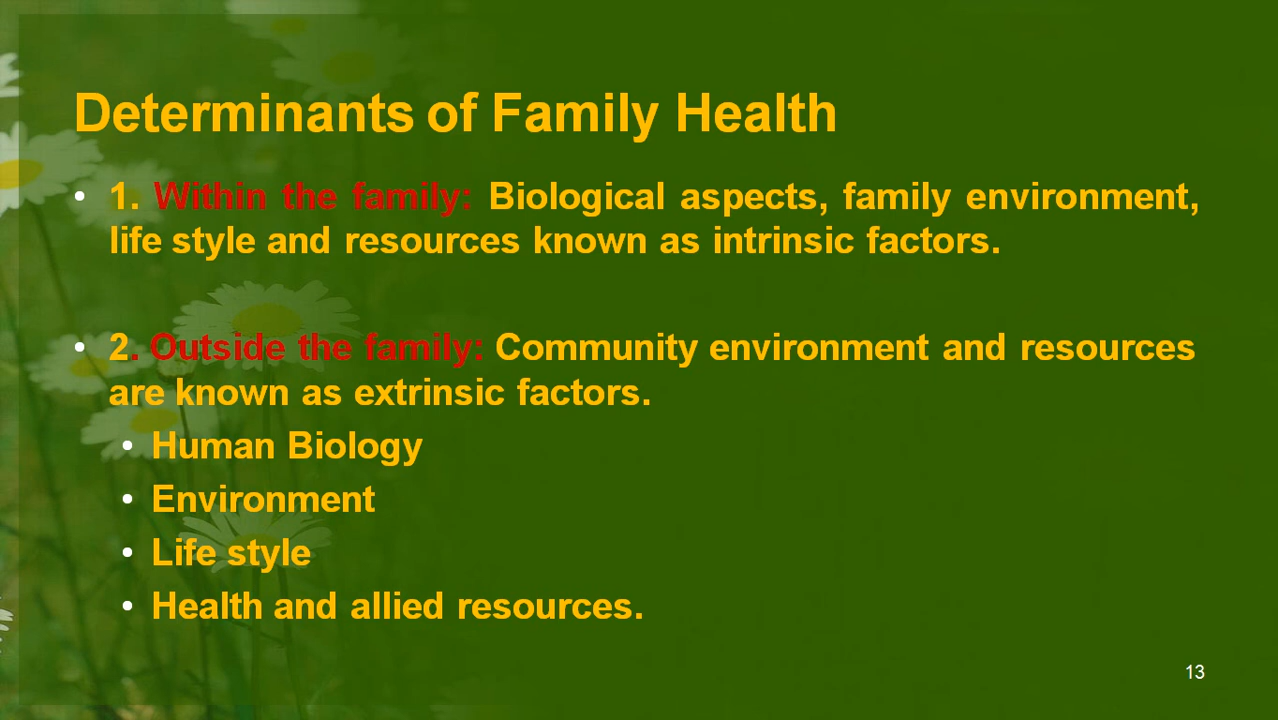 Determinants of Family Health
• 1. Within the family: Biological aspects, family environment,
life style and resources known as intrinsic factors.
• 2. Outside the family: Community environment and resources
are known as extrinsic factors.
• Human Biology
• Environment
• Life style
• Health and allied resources.
13